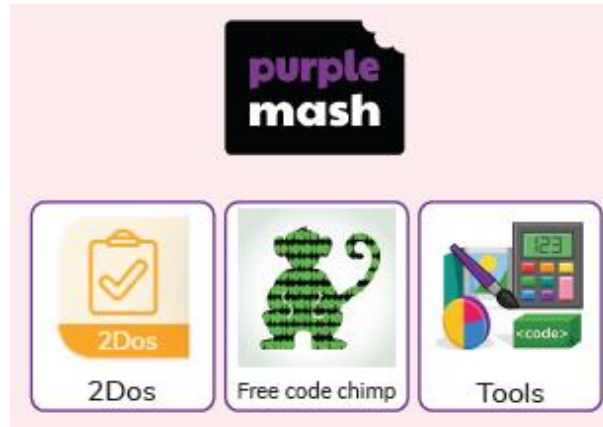 purple
mash
2Dos
123
<code>
2Dos
Free code chimp
Tools